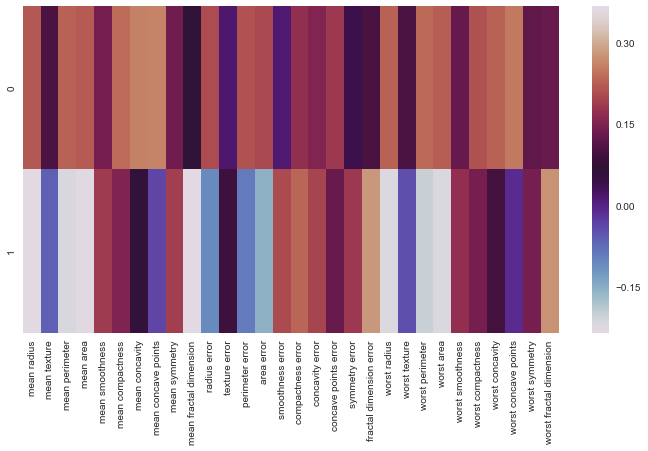 0.30
0.15
0.00
−0.15
0
1
mean radius
mean texture
mean perimeter
mean area
mean smoothness
mean compactness
mean concavity
mean concave points
mean symmetry
mean fractal dimension
radius error
texture error
perimeter error
area error
smoothness error
compactness error
concavity error
concave points error
symmetry error
fractal dimension error
worst radius
worst texture
worst perimeter
worst area
worst smoothness
worst compactness
worst concavity
worst concave points
worst symmetry
worst fractal dimension